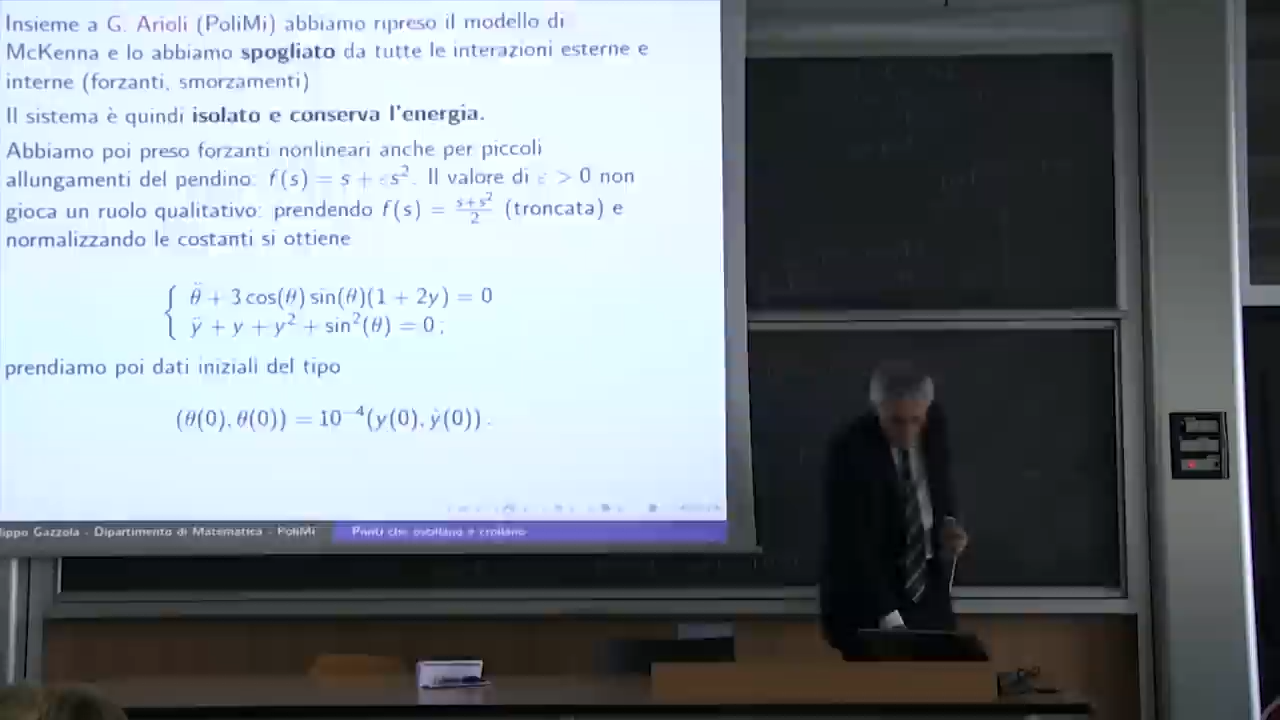 Insieme a G. Arioli (PoliMi) abbiamo ripreso il modello di
McKenna e lo abbiamo spogliato da tutte le interazioni esterne e
interne (forzanti, smorzamenti)
Il sistema è quindi isolato e conserva l'energia.
Abbiamo poi preso forzanti nonlineari anche per piccoli
allungamenti del pendino: f(s) = s + εs². Il valore di ε > 0 non
gioca un ruolo qualitativo: prendendo f(s) = (s+s²)/2 (troncata) e
normalizzando le costanti si ottiene
θ̈ + 3 cos(θ) sin(θ)(1 + 2y) = 0
ÿ + y + y² + sin²(θ) = 0 ;
prendiamo poi dati iniziali del tipo
(θ(0), θ̇(0)) = 10⁻⁴(y(0), ẏ(0)) .
lippo Gazzola - Dipartimento di Matematica - PoliMi
Ponti che oscillano e crollano